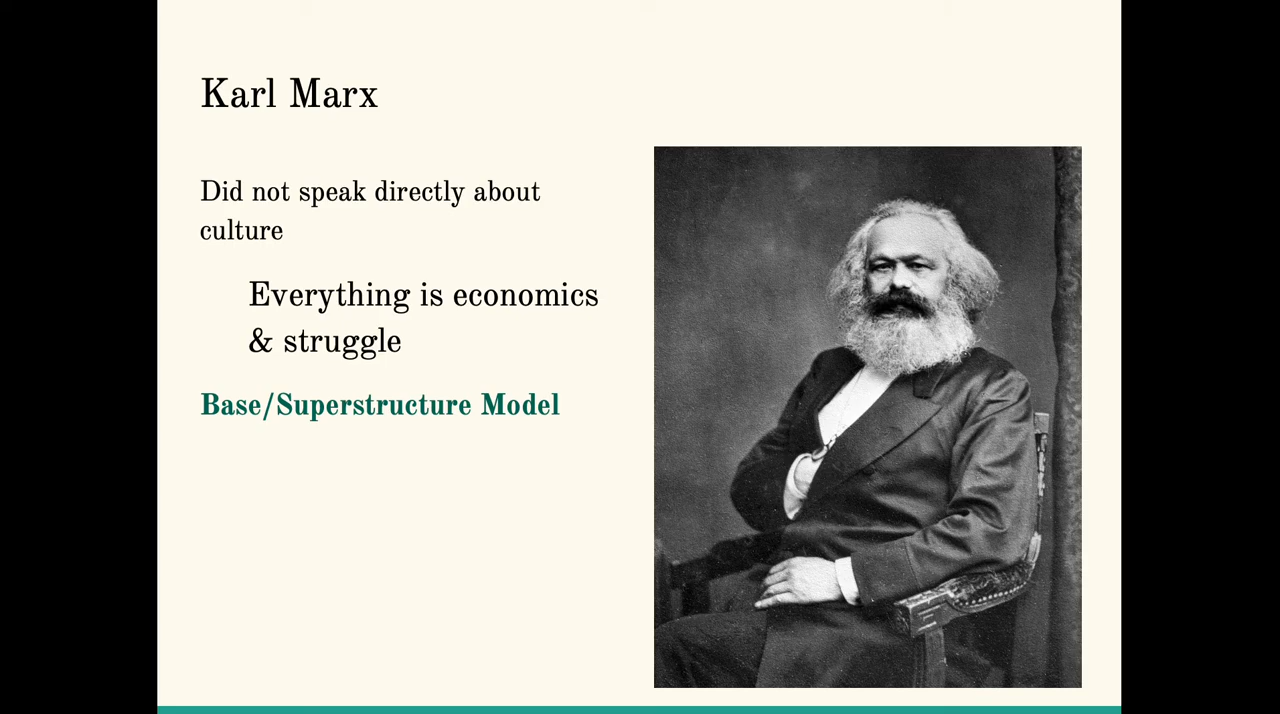 Karl Marx
Did not speak directly about
culture
Everything is economics
& struggle
Base/Superstructure Model